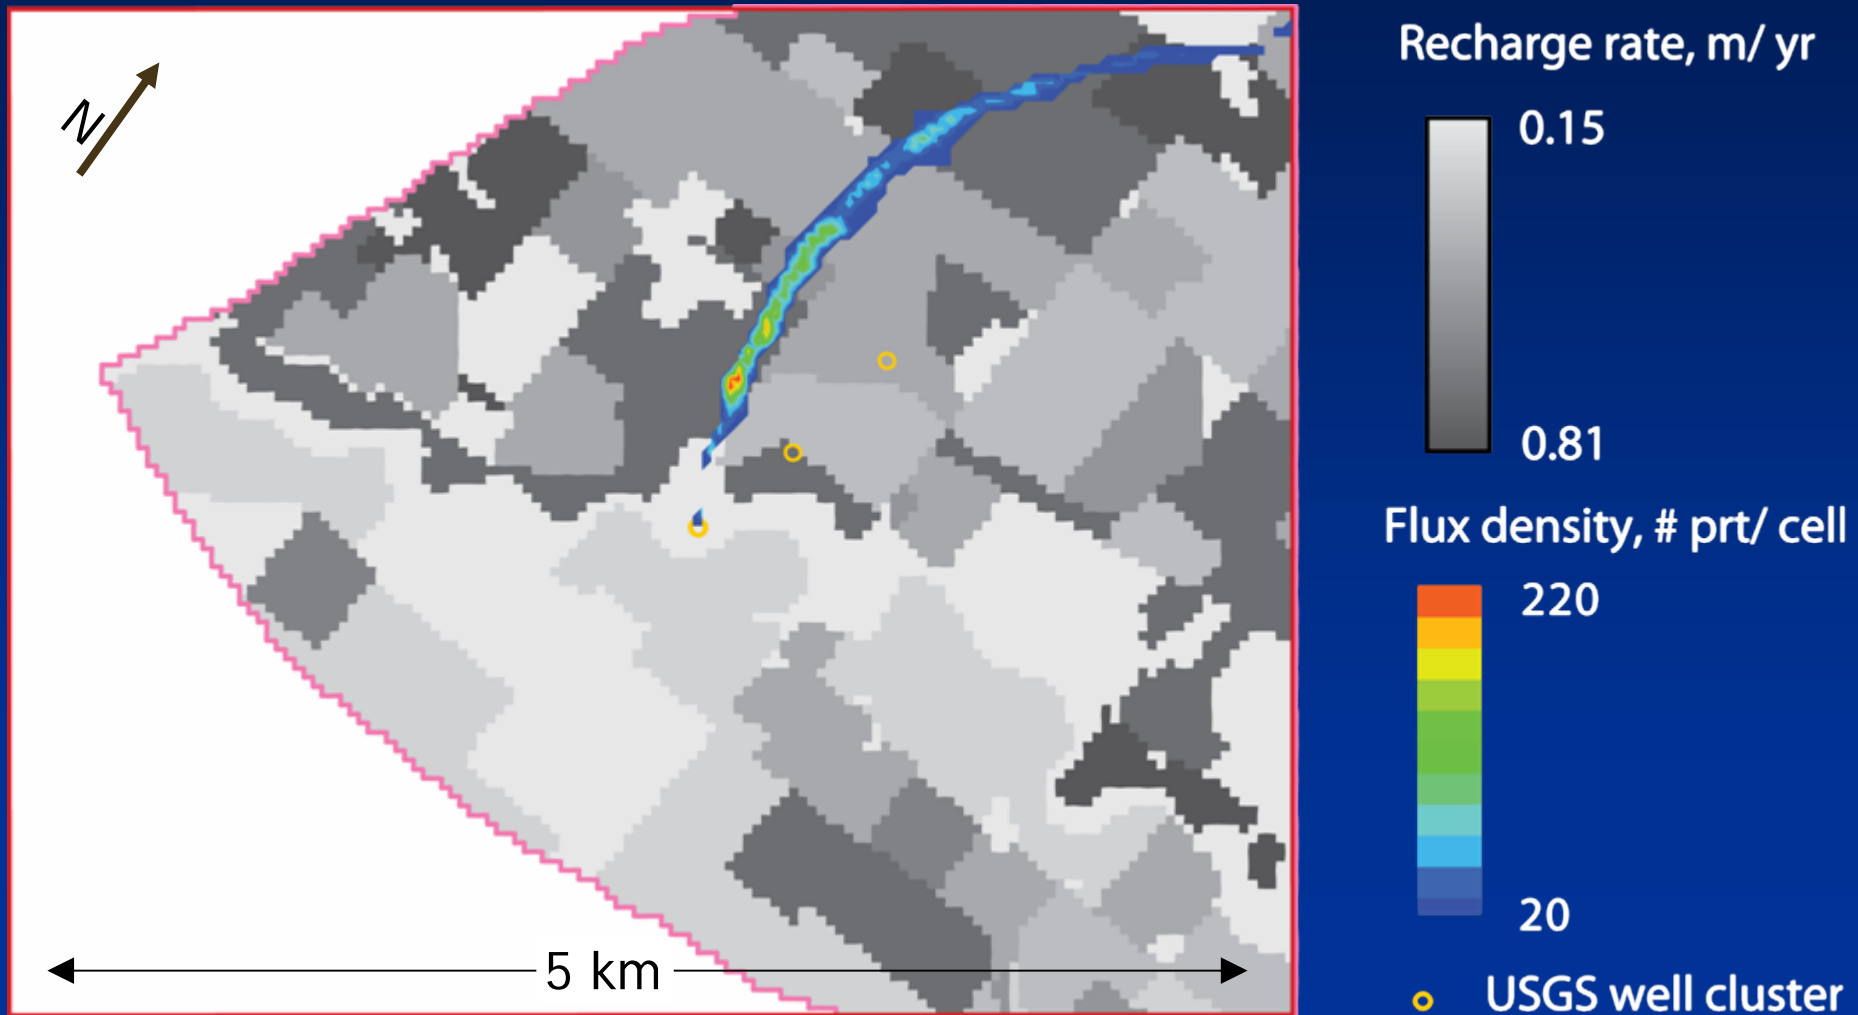 N
Recharge rate, m/ yr
0.15
0.81
Flux density, # prt/ cell
220
20
USGS well cluster
5 km